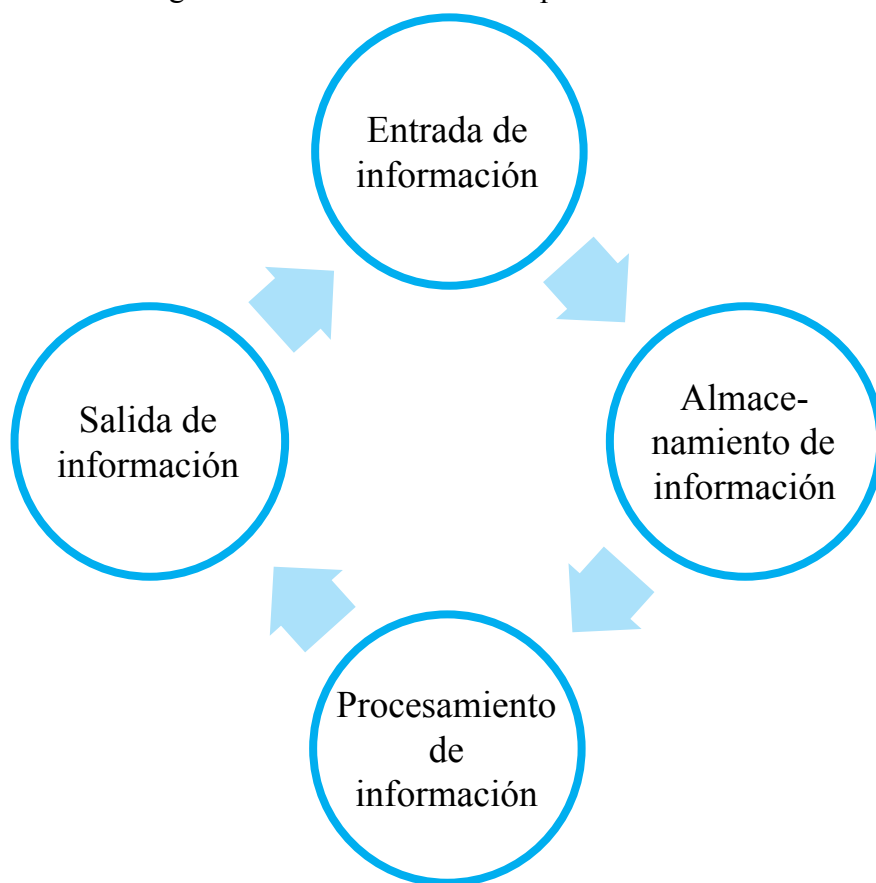 Entrada de
información
Salida de
información
Almace-
namiento de
información
Procesamiento
de
información